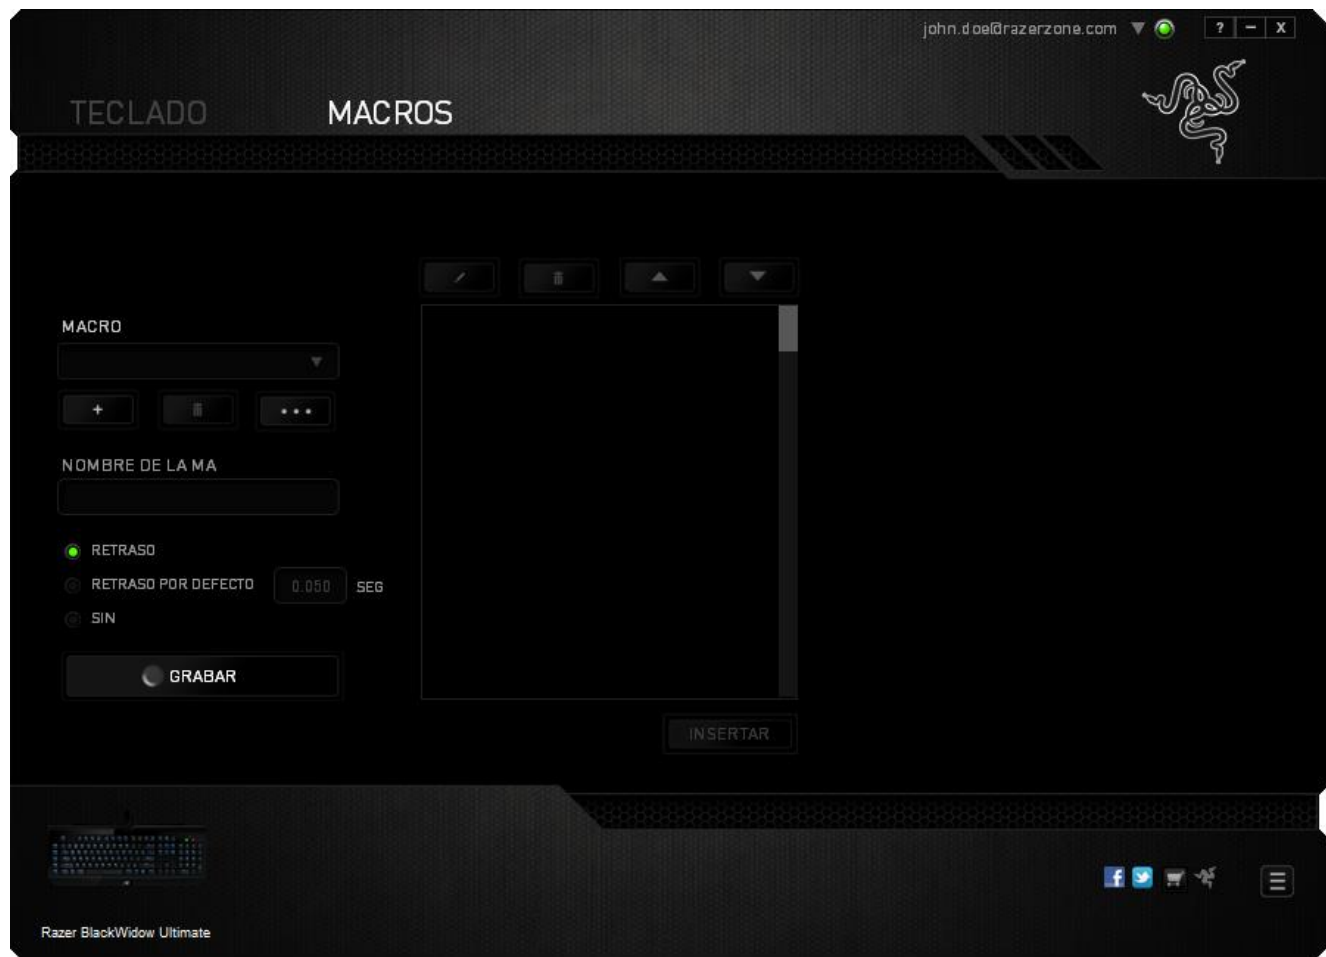 john.doe@razerzone.com
? – X
TECLADO MACROS
MACRO
NOMBRE DE LA MA
RETRASO
RETRASO POR DEFECTO 0.050 SEG
SIN
GRABAR
INSERTAR
Razer BlackWidow Ultimate